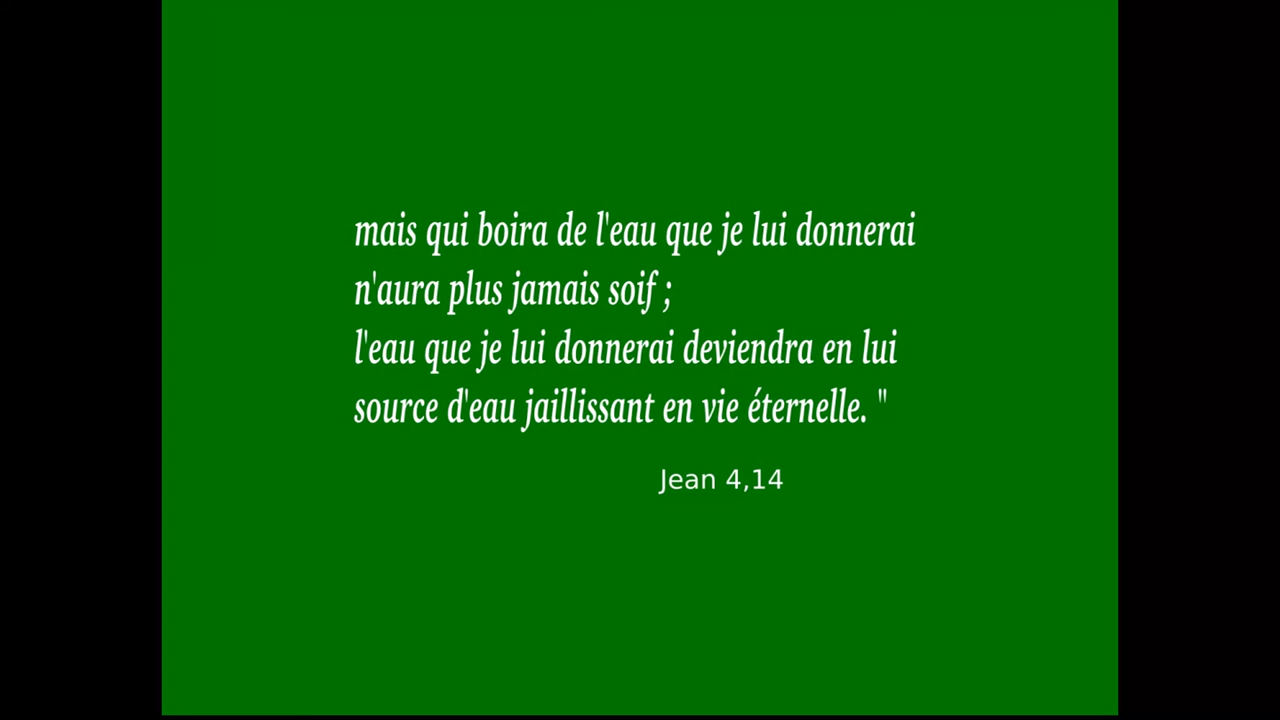 mais qui boira de l'eau que je lui donnerai
n'aura plus jamais soif ;
l'eau que je lui donnerai deviendra en lui
source d'eau jaillissant en vie éternelle. "
Jean 4,14